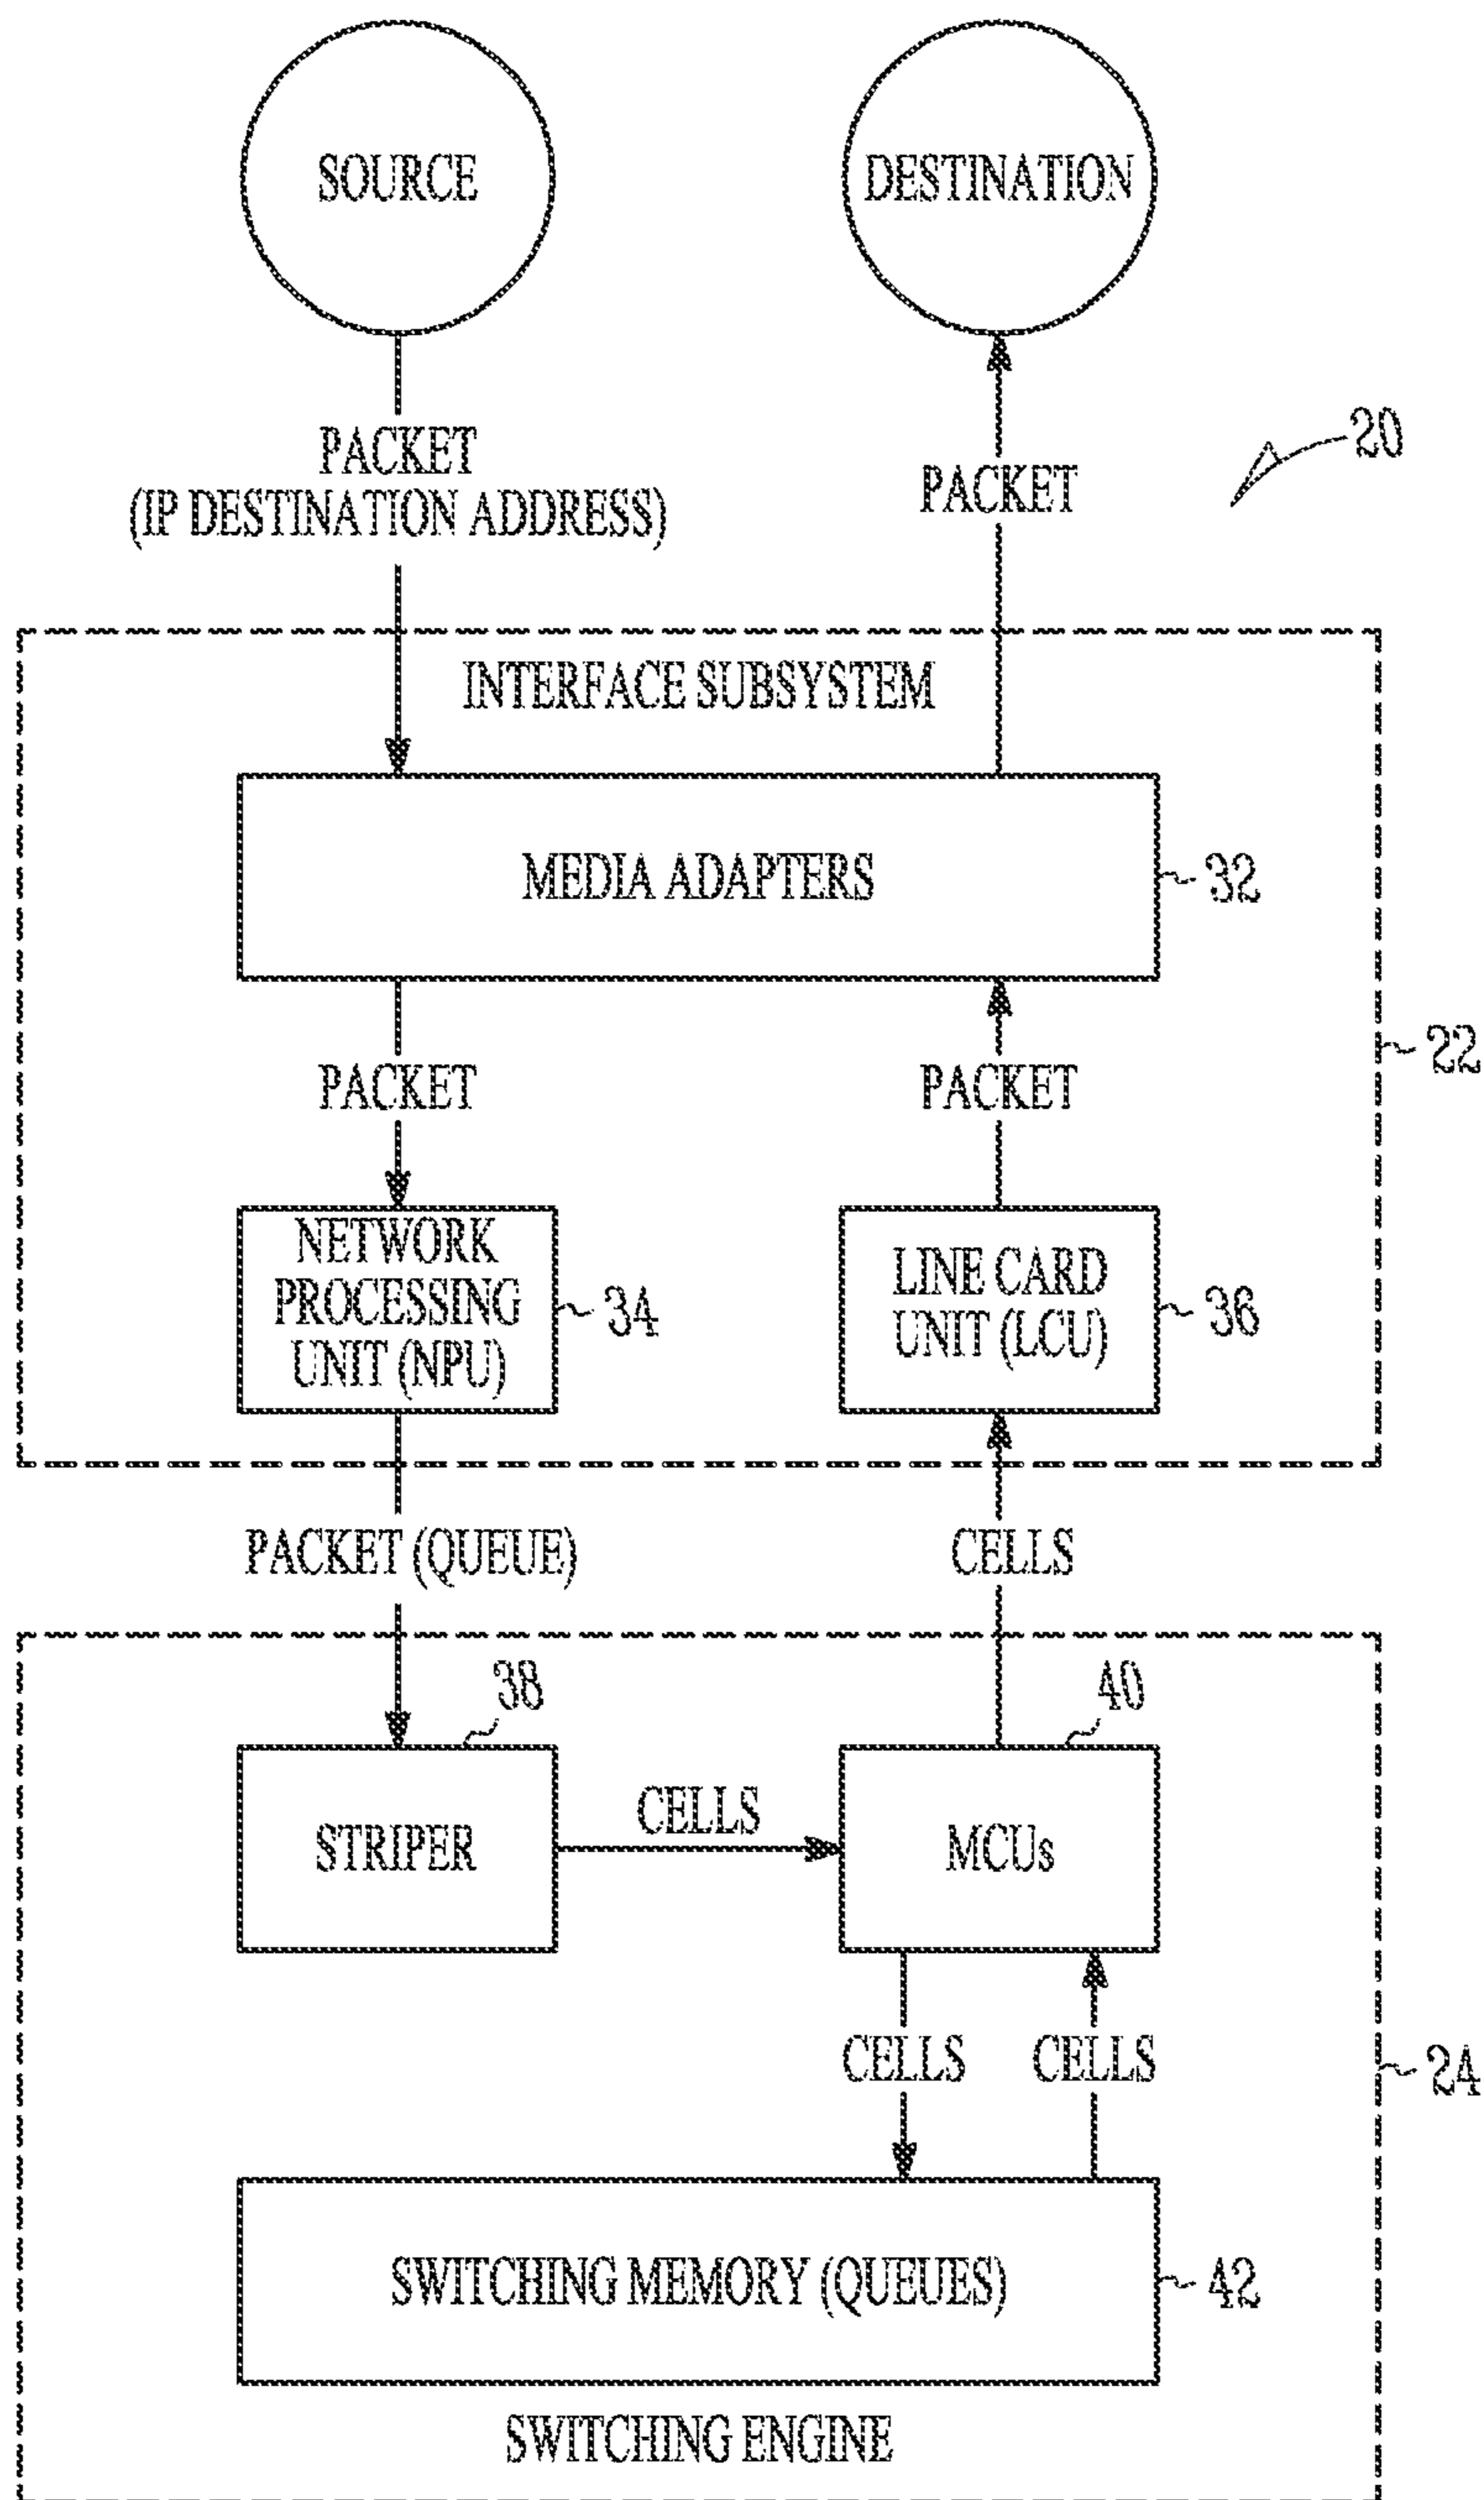 SOURCE
DESTINATION
PACKET
(IP DESTINATION ADDRESS)
PACKET
20
INTERFACE SUBSYSTEM
MEDIA ADAPTERS
32
22
PACKET
PACKET
NETWORK
PROCESSING
UNIT (NPU)
34
LINE CARD
UNIT (LCU)
36
PACKET (QUEUE)
CELLS
38
40
STRIPER
CELLS
MCUs
CELLS
CELLS
24
SWITCHING MEMORY (QUEUES)
42
SWITCHING ENGINE